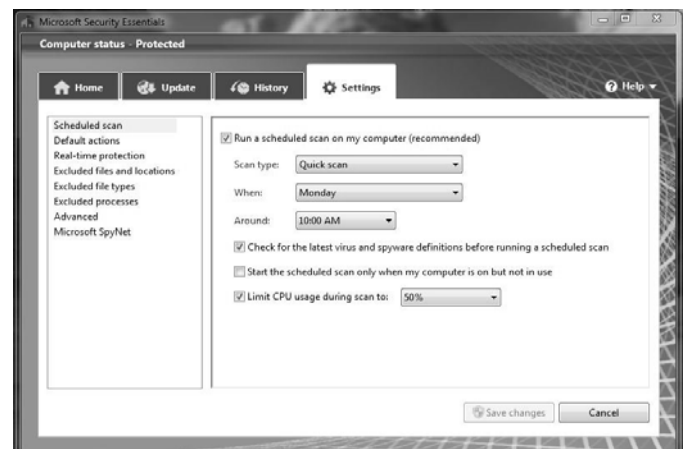 Microsoft Security Essentials
Computer status - Protected
Home
Update
History
Settings
Help
Scheduled scan
Default actions
Real-time protection
Excluded files and locations
Excluded file types
Excluded processes
Advanced
Microsoft SpyNet
Run a scheduled scan on my computer (recommended)
Scan type: Quick scan
When: Monday
Around: 10:00 AM
Check for the latest virus and spyware definitions before running a scheduled scan
Start the scheduled scan only when my computer is on but not in use
Limit CPU usage during scan to: 50%
Save changes
Cancel